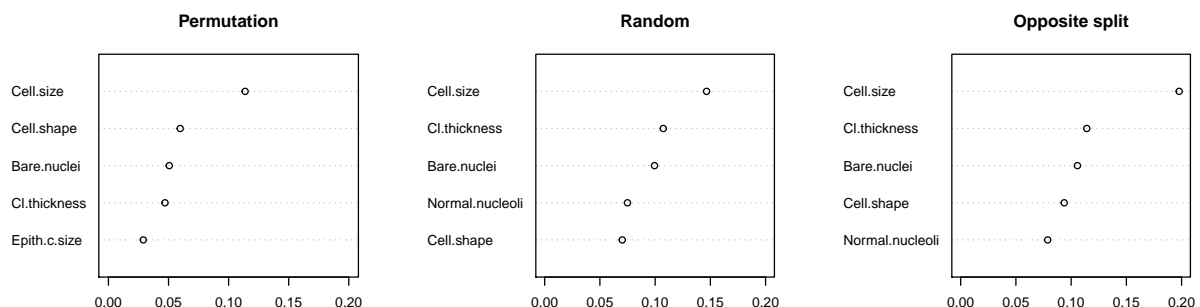 Permutation
Cell.size
Cell.shape
Bare.nuclei
Cl.thickness
Epith.c.size
0.00 0.05 0.10 0.15 0.20
Random
Cell.size
Cl.thickness
Bare.nuclei
Normal.nucleoli
Cell.shape
0.00 0.05 0.10 0.15 0.20
Opposite split
Cell.size
Cl.thickness
Bare.nuclei
Cell.shape
Normal.nucleoli
0.00 0.05 0.10 0.15 0.20